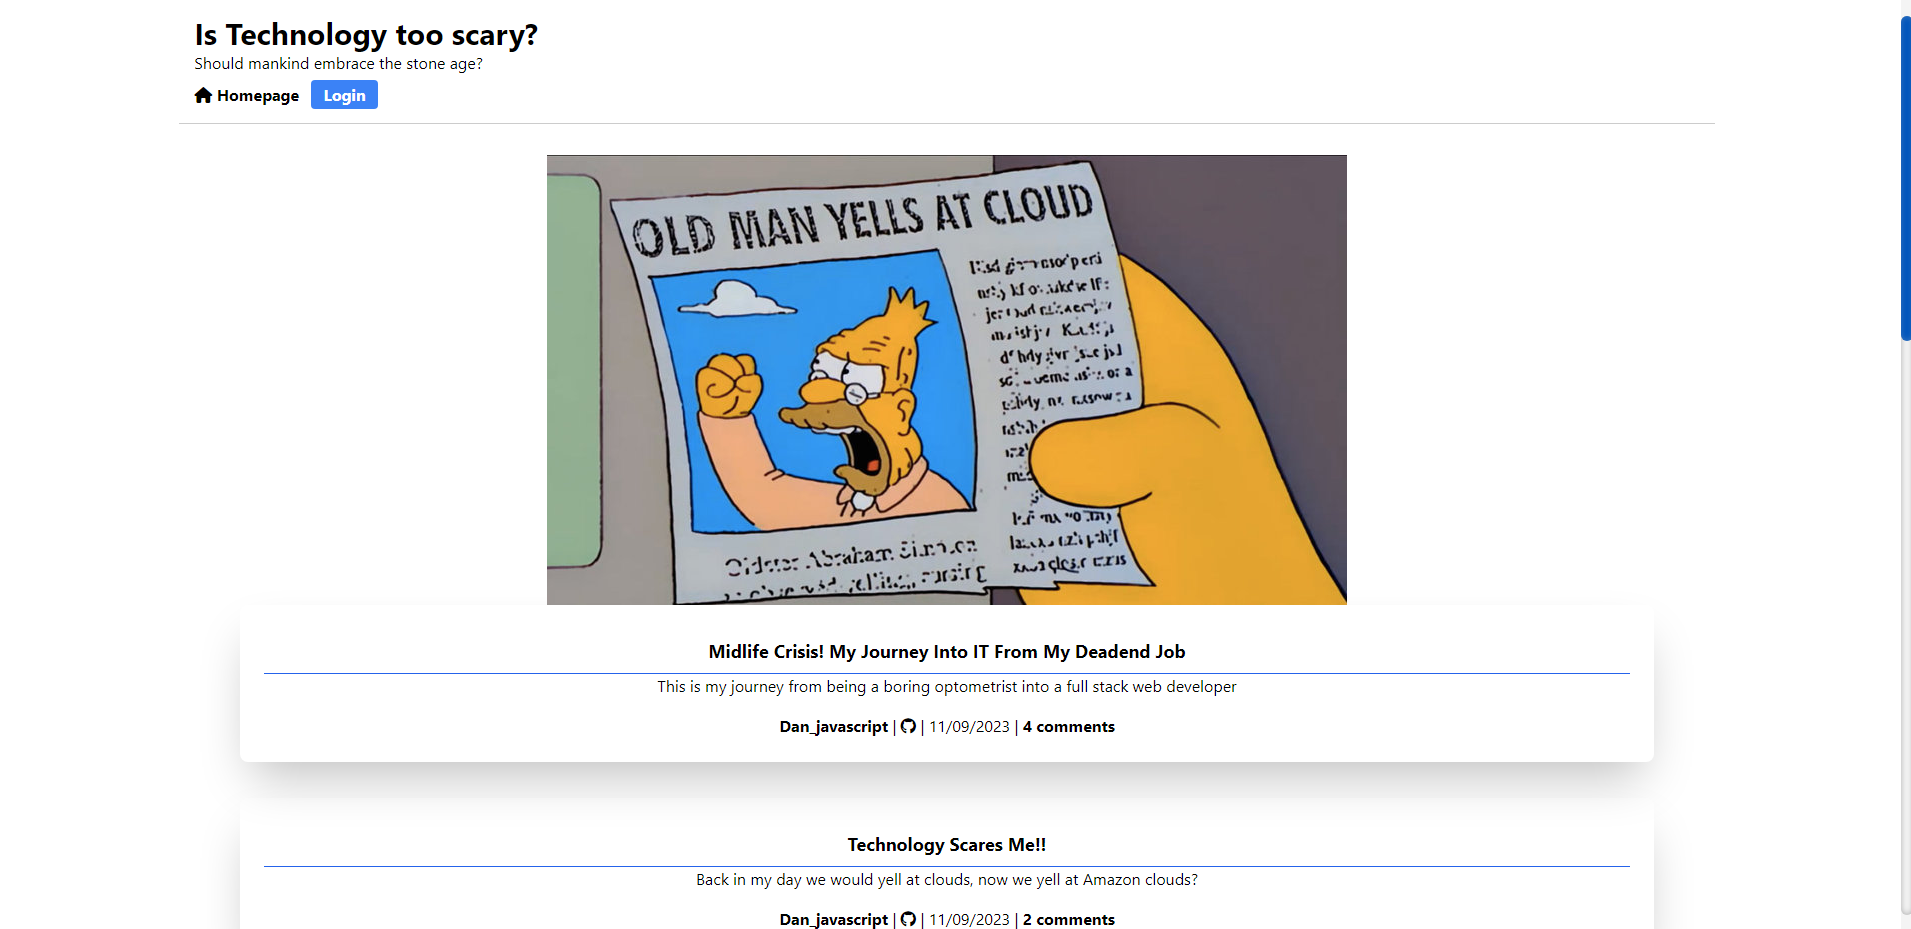 Is Technology too scary?
Should mankind embrace the stone age?
Homepage Login
OLD MAN YELLS AT CLOUD
Midlife Crisis! My Journey Into IT From My Deadend Job
This is my journey from being a boring optometrist into a full stack web developer
Dan_javascript | | 11/09/2023 | 4 comments
Technology Scares Me!!
Back in my day we would yell at clouds, now we yell at Amazon clouds?
Dan_javascript | | 11/09/2023 | 2 comments